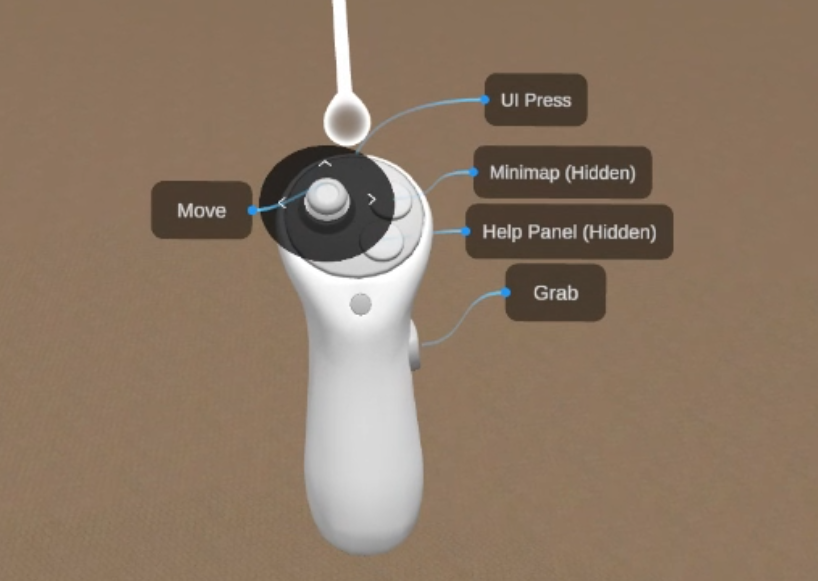 UI Press
Minimap (Hidden)
Move
Help Panel (Hidden)
Grab